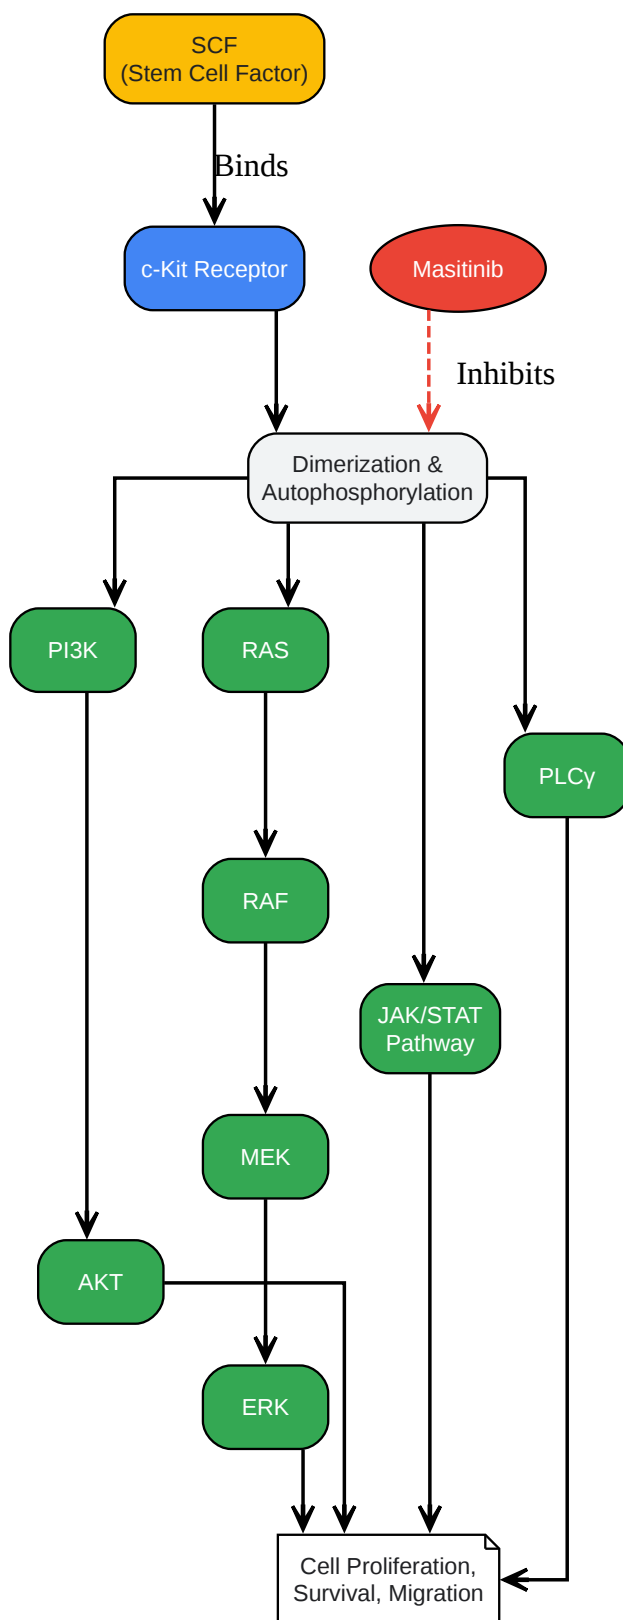 SCF
(Stem Cell Factor)
Binds
c-Kit Receptor
Masitinib
Inhibits
Dimerization &
Autophosphorylation
PI3K
RAS
PLCγ
RAF
JAK/STAT
Pathway
MEK
AKT
ERK
Cell Proliferation,
Survival, Migration